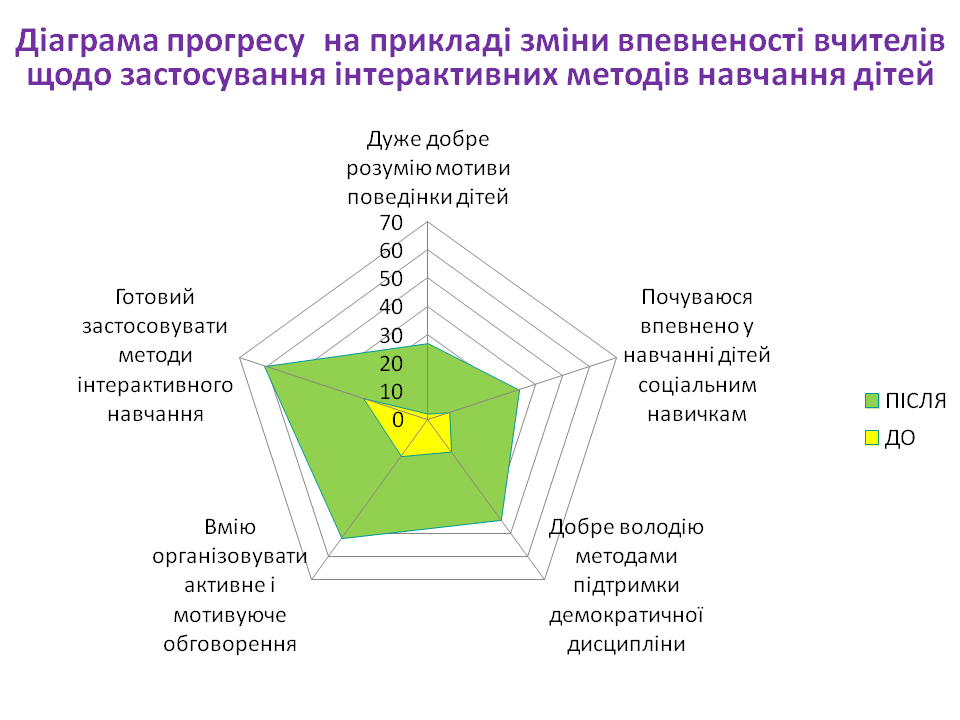 Діаграма прогресу на прикладі зміни впевненості вчителів
щодо застосування інтерактивних методів навчання дітей
Дуже добре
розумію мотиви
поведінки дітей
70
60
50
40
30
20
10
0
Готовий
застосовувати
методи
інтерактивного
навчання
Почуваюся
впевнено у
навчанні дітей
соціальним
навичкам
ПІСЛЯ
ДО
Вмію
організовувати
активне і
мотивуюче
обговорення
Добре володію
методами
підтримки
демократичної
дисципліни